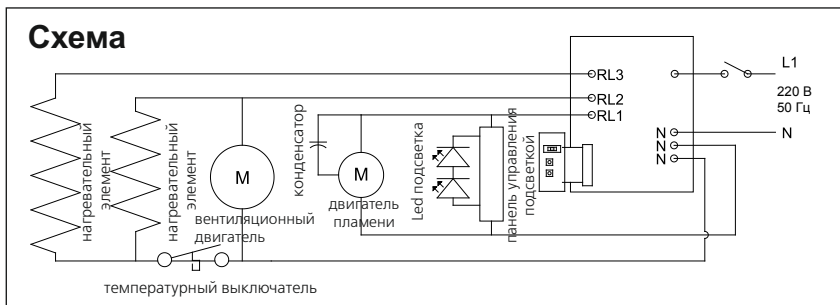 Схема
нагревательный
элемент
нагревательный
элемент
M
вентиляционный
двигатель
температурный выключатель
конденсатор
M
двигатель
пламени
Led подсветка
панель управления
подсветкой
RL3
RL2
RL1
N
N
N
L1
220 В
50 Гц
N